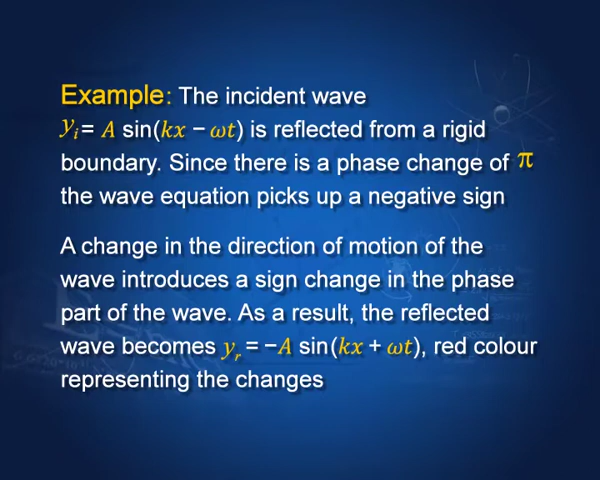 Example: The incident wave
yᵢ = A sin(kx − ωt) is reflected from a rigid
boundary. Since there is a phase change of π
the wave equation picks up a negative sign
A change in the direction of motion of the
wave introduces a sign change in the phase
part of the wave. As a result, the reflected
wave becomes yᵣ = −A sin(kx + ωt), red colour
representing the changes